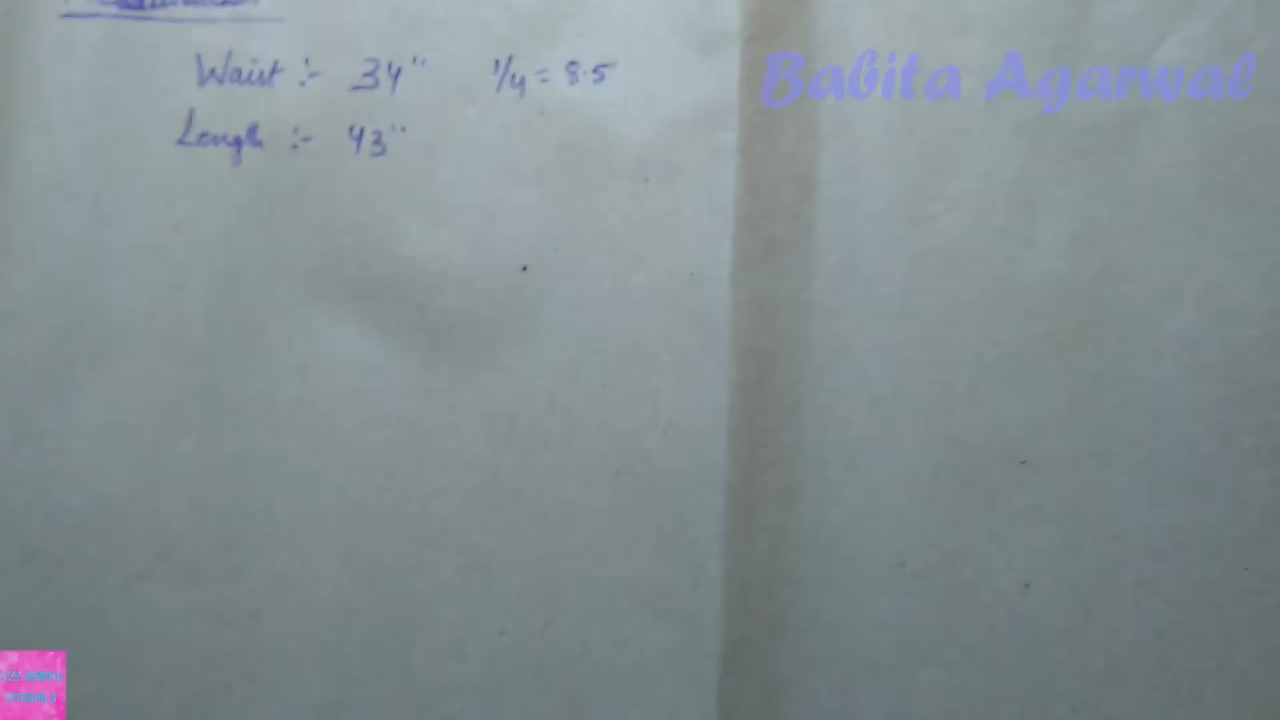 Waist :- 34" 1/4 = 8.5
Length :- 43"
Babita Agarwal